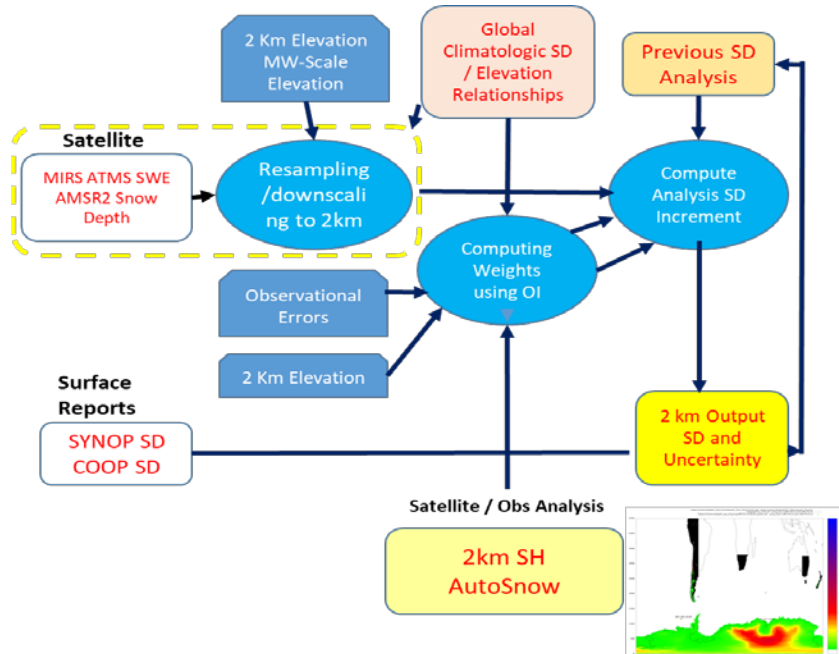 2 Km Elevation
MW-Scale
Elevation
Global
Climatologic SD
/ Elevation
Relationships
Previous SD
Analysis
Satellite
MIRS ATMS SWE
AMSR2 Snow
Depth
Resampling
/downscali
ng to 2km
Compute
Analysis SD
Increment
Computing
Weights
using OI
Observational
Errors
2 Km Elevation
Surface
Reports
SYNOP SD
COOP SD
2 km Output
SD and
Uncertainty
Satellite / Obs Analysis
2km SH
AutoSnow